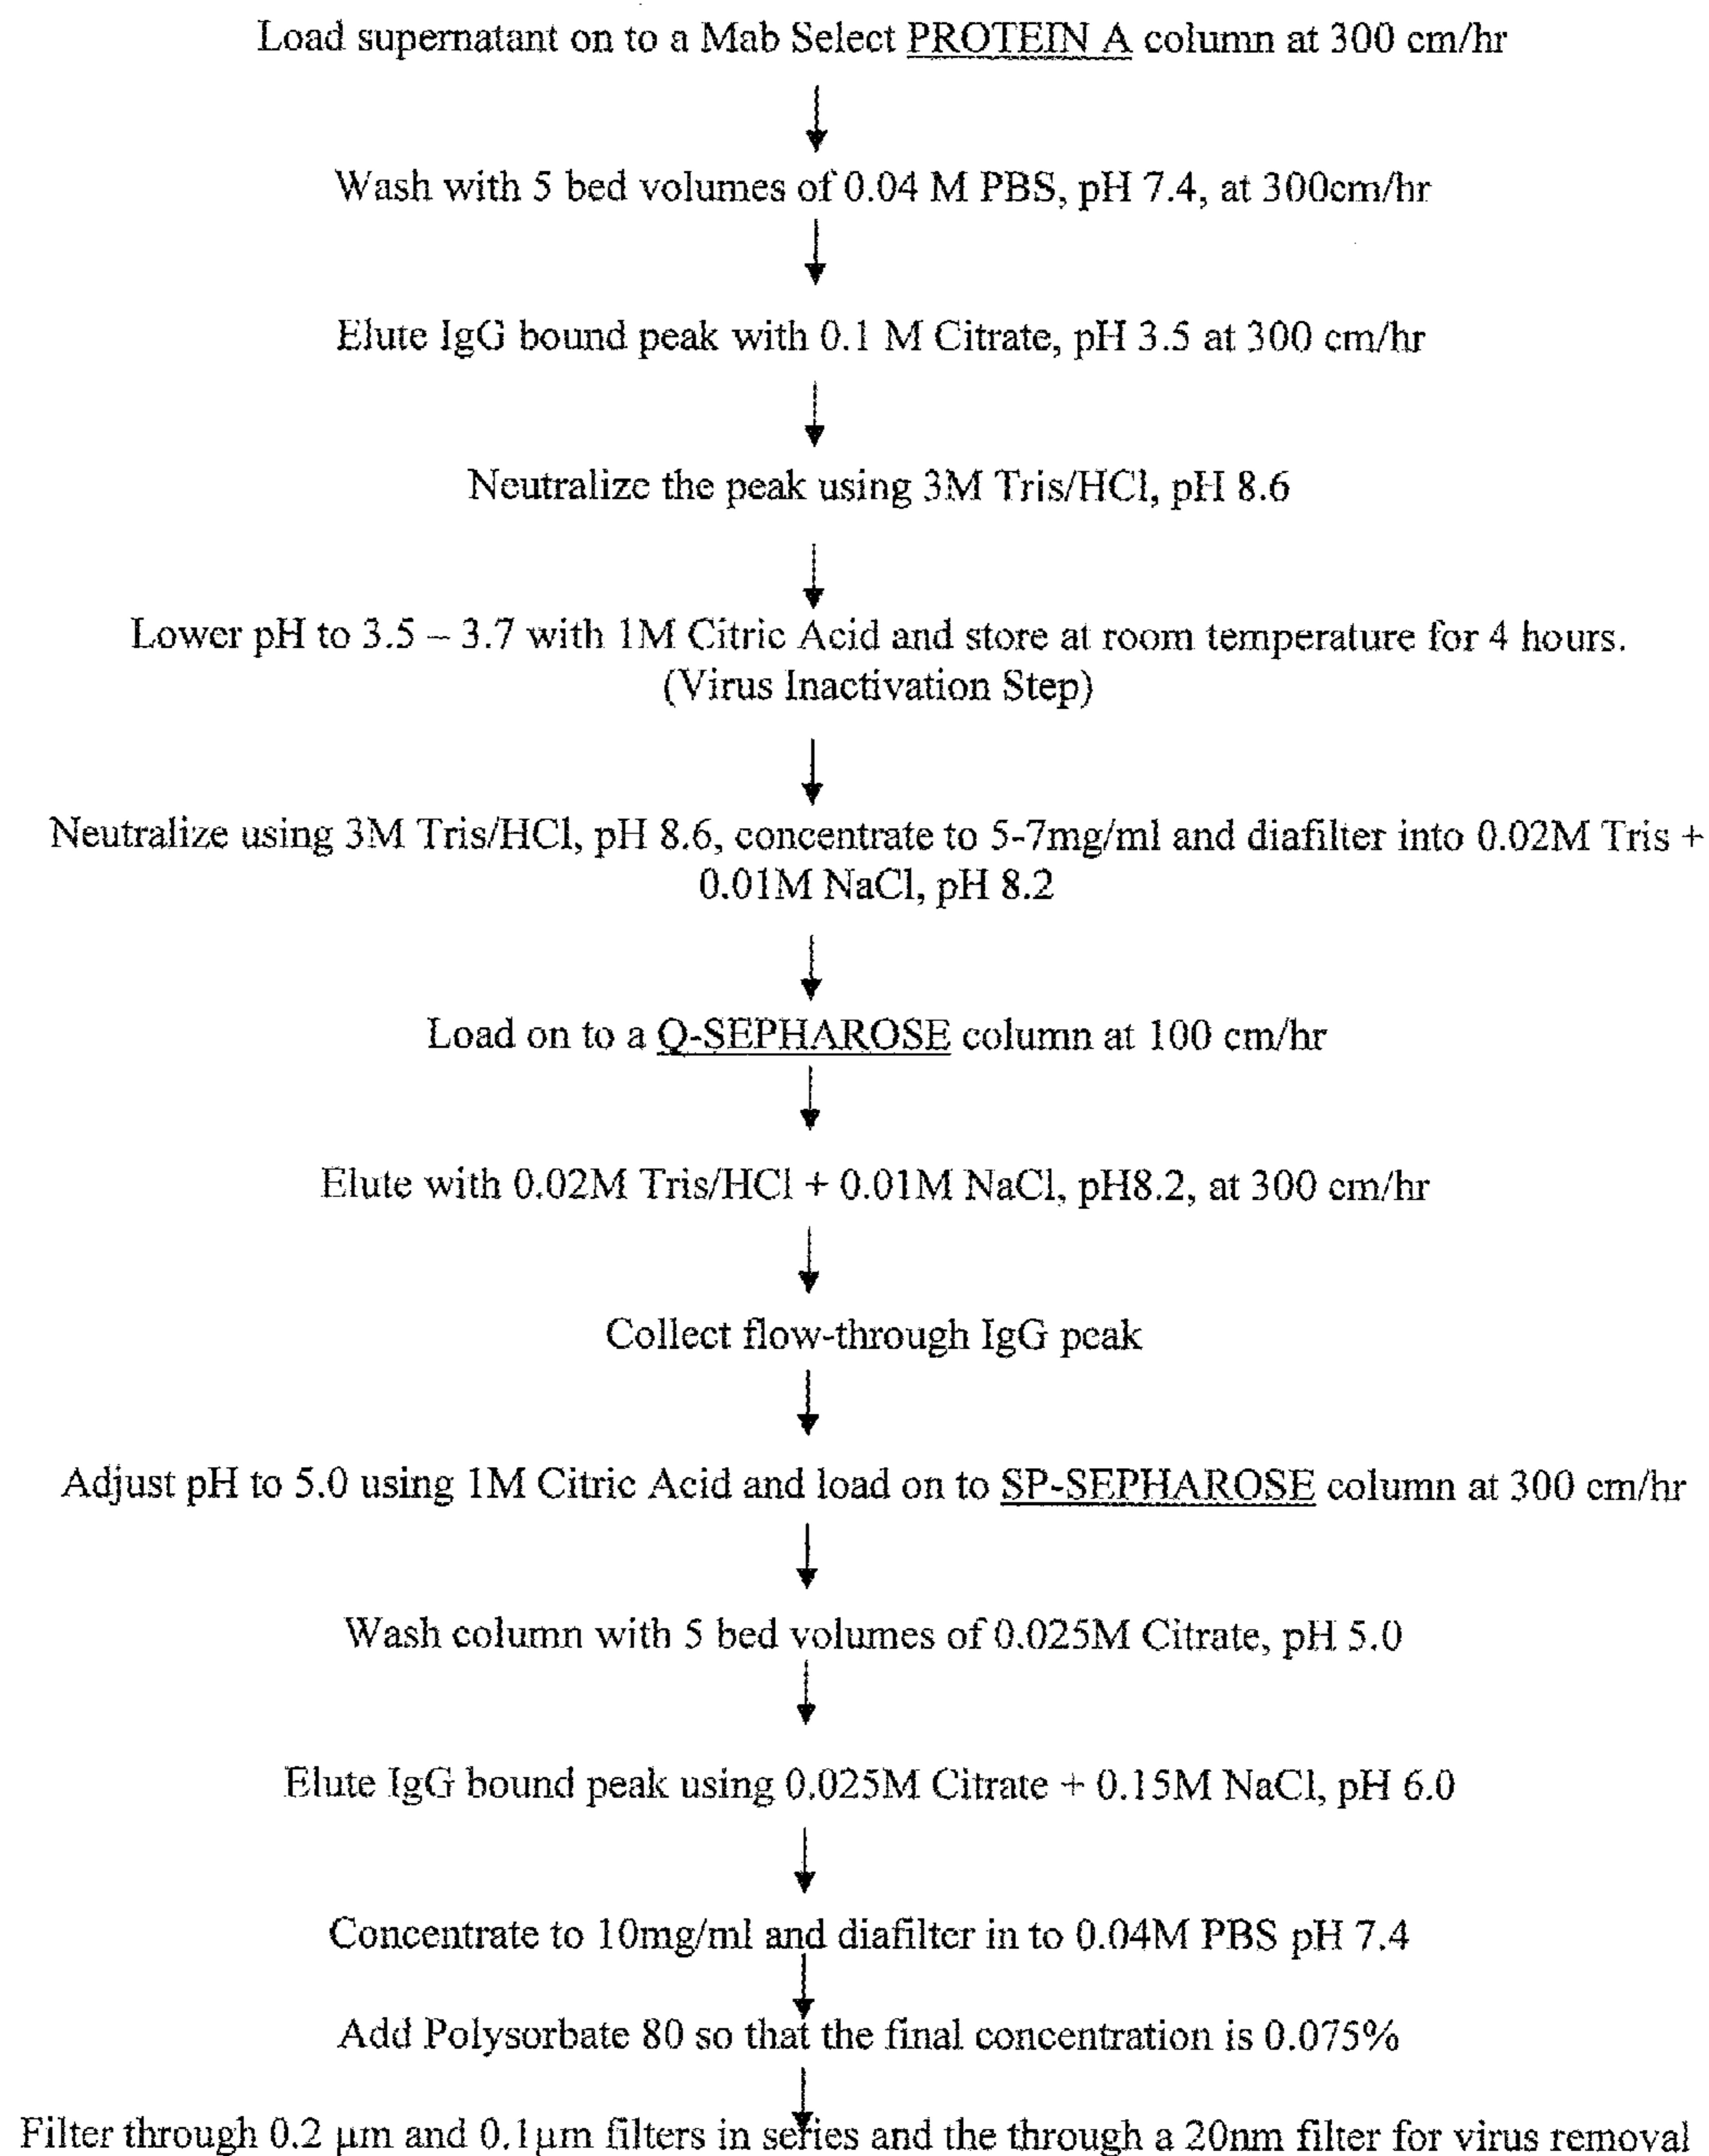 Load supernatant on to a Mab Select PROTEIN A column at 300 cm/hr
Wash with 5 bed volumes of 0.04 M PBS, pH 7.4, at 300cm/hr
Elute IgG bound peak with 0.1 M Citrate, pH 3.5 at 300 cm/hr
Neutralize the peak using 3M Tris/HCl, pH 8.6
Lower pH to 3.5 – 3.7 with 1M Citric Acid and store at room temperature for 4 hours.
(Virus Inactivation Step)
Neutralize using 3M Tris/HCl, pH 8.6, concentrate to 5-7mg/ml and diafilter into 0.02M Tris +
0.01M NaCl, pH 8.2
Load on to a Q-SEPHAROSE column at 100 cm/hr
Elute with 0.02M Tris/HCl + 0.01M NaCl, pH8.2, at 300 cm/hr
Collect flow-through IgG peak
Adjust pH to 5.0 using 1M Citric Acid and load on to SP-SEPHAROSE column at 300 cm/hr
Wash column with 5 bed volumes of 0.025M Citrate, pH 5.0
Elute IgG bound peak using 0.025M Citrate + 0.15M NaCl, pH 6.0
Concentrate to 10mg/ml and diafilter in to 0.04M PBS pH 7.4
Add Polysorbate 80 so that the final concentration is 0.075%
Filter through 0.2 μm and 0.1μm filters in series and the through a 20nm filter for virus removal